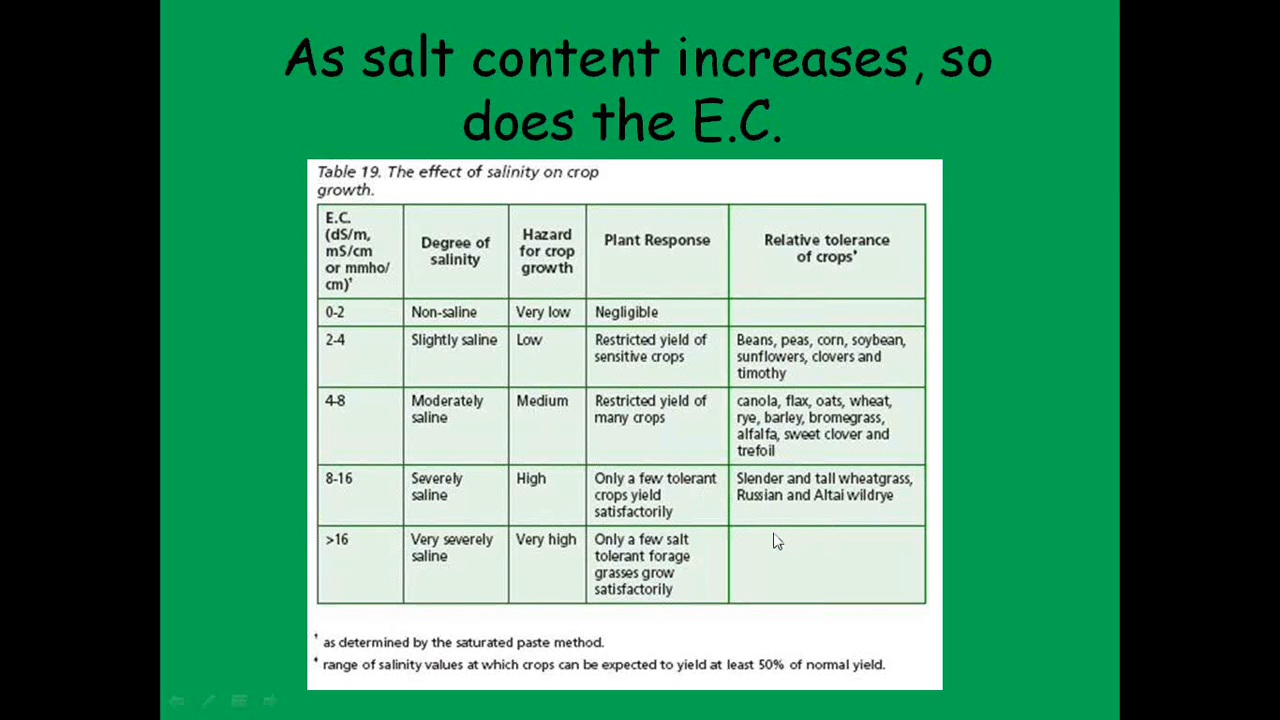 As salt content increases, so
does the E.C.
Table 19. The effect of salinity on crop
growth.
E.C.
(dS/m,
mS/cm
or mmho/
cm)†
Degree of
salinity
Hazard
for crop
growth
Plant Response
Relative tolerance
of crops‡
0-2
Non-saline
Very low
Negligible
2-4
Slightly saline
Low
Restricted yield of
sensitive crops
Beans, peas, corn, soybean,
sunflowers, clovers and
timothy
4-8
Moderately
saline
Medium
Restricted yield of
many crops
canola, flax, oats, wheat,
rye, barley, bromegrass,
alfalfa, sweet clover and
trefoil
8-16
Severely
saline
High
Only a few tolerant
crops yield
satisfactorily
Slender and tall wheatgrass,
Russian and Altai wildrye
>16
Very severely
saline
Very high
Only a few salt
tolerant forage
grasses grow
satisfactorily
† as determined by the saturated paste method.
‡ range of salinity values at which crops can be expected to yield at least 50% of normal yield.